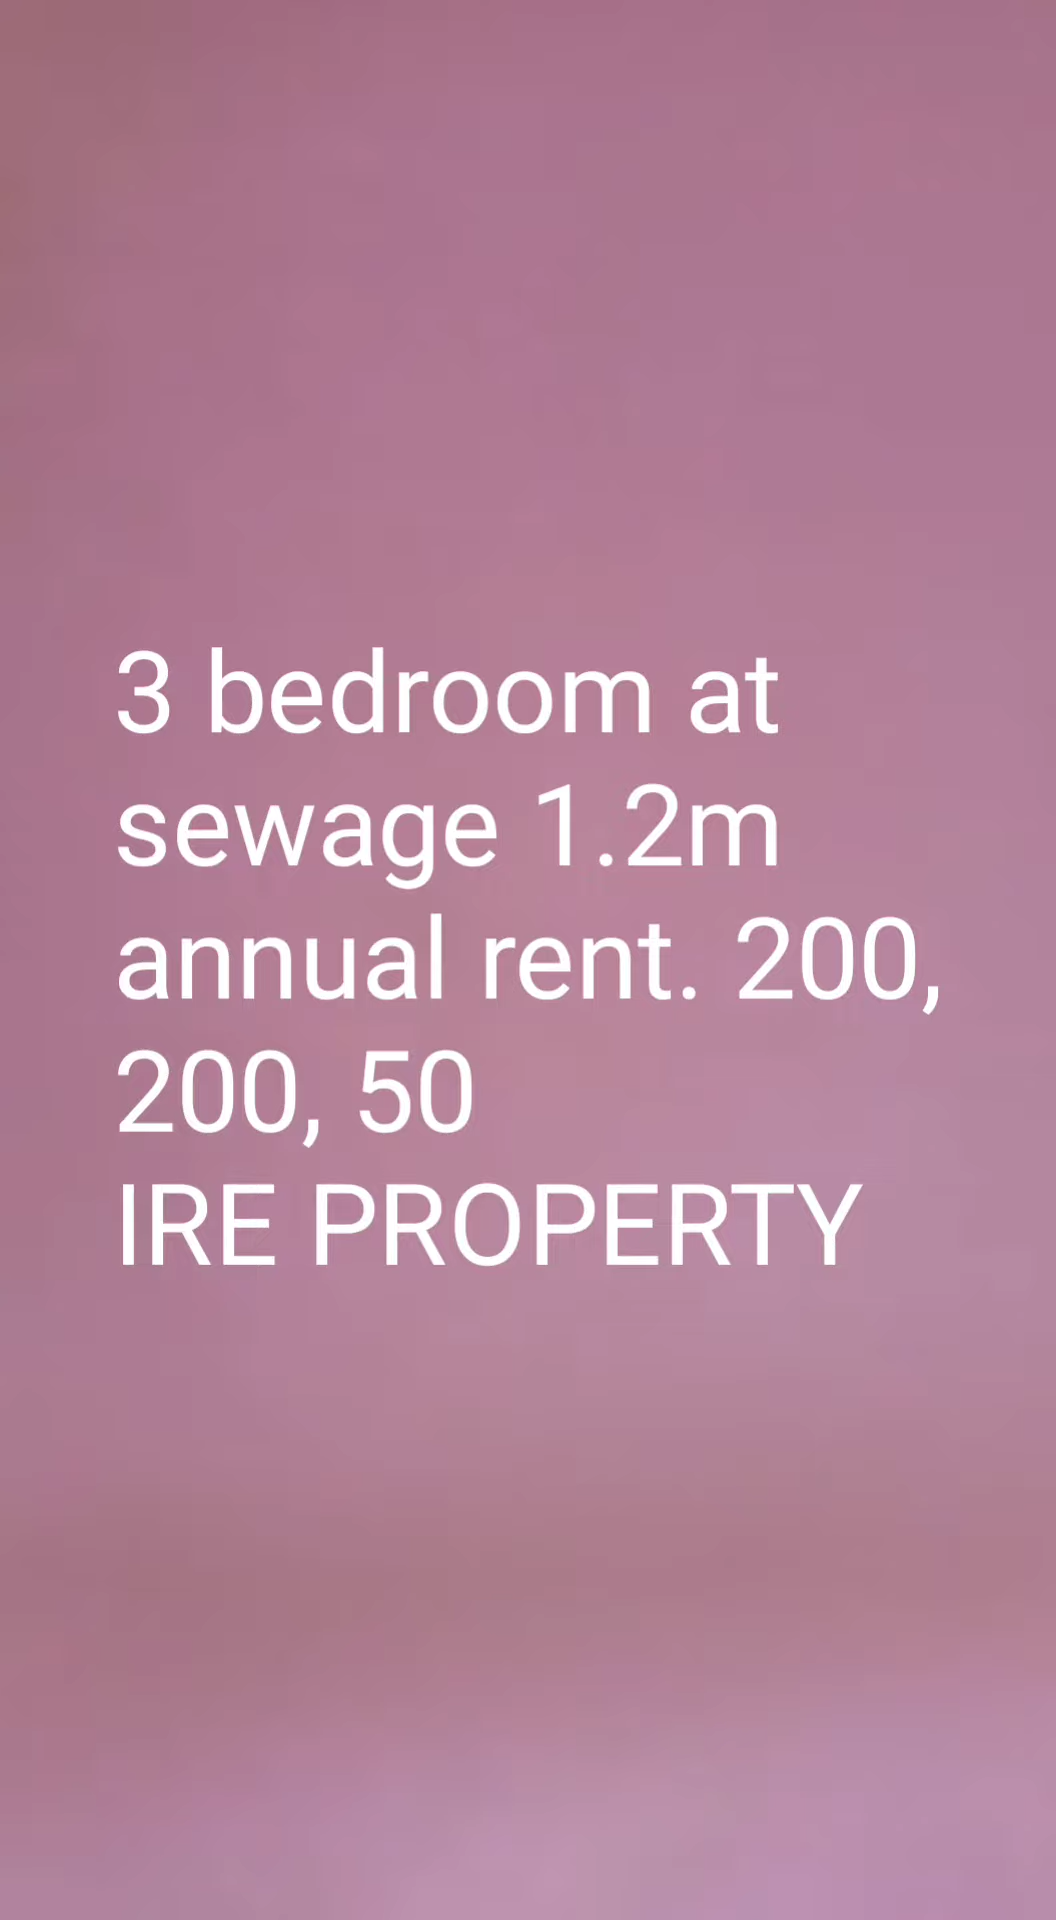 3 bedroom at
sewage 1.2m
annual rent. 200,
200, 50
IRE PROPERTY